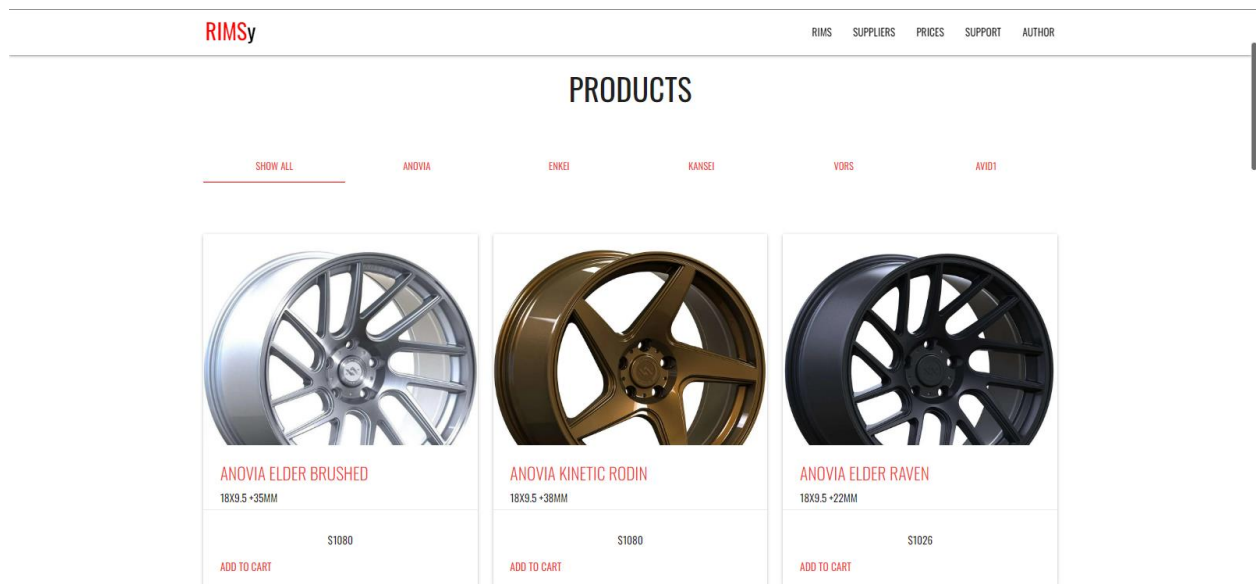 RIMSy
RIMS SUPPLIERS PRICES SUPPORT AUTHOR
PRODUCTS
SHOW ALL ANOVIA ENKEI KANSEI VORS AVID1
ANOVIA ELDER BRUSHED
18X9.5 +35MM
$1080
ADD TO CART
ANOVIA KINETIC RODIN
18X9.5 +38MM
$1080
ADD TO CART
ANOVIA ELDER RAVEN
18X9.5 +22MM
$1026
ADD TO CART